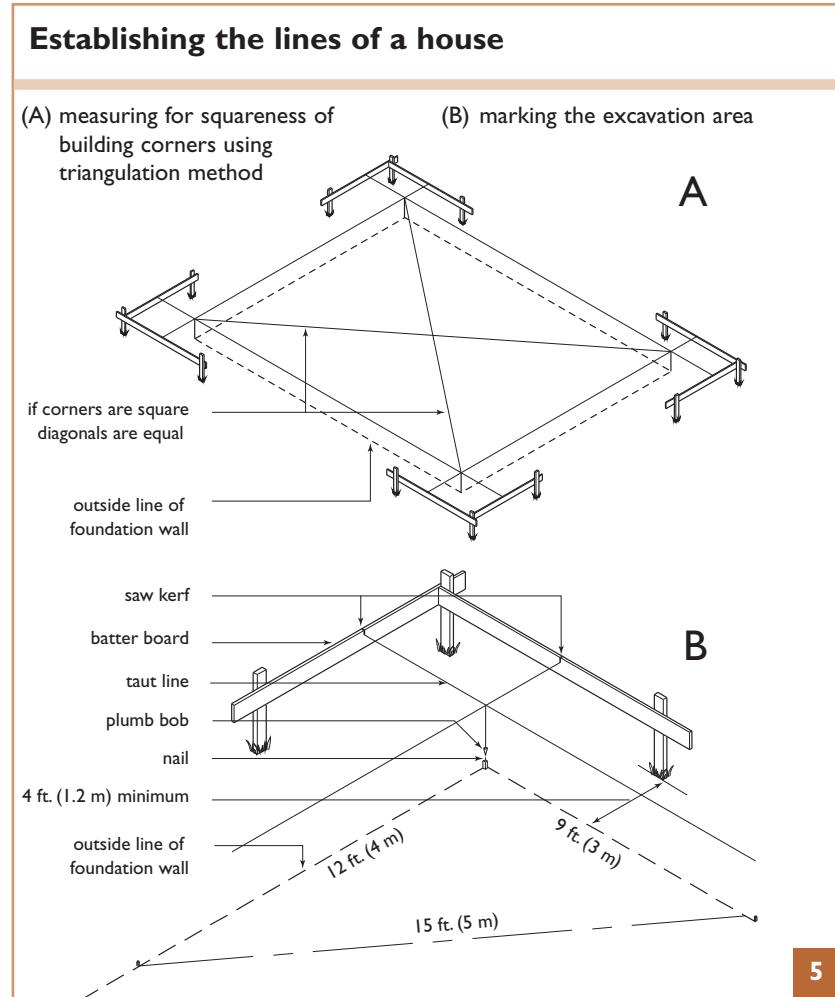 Establishing the lines of a house
(A) measuring for squareness of
building corners using
triangulation method
(B) marking the excavation area
A
if corners are square
diagonals are equal
outside line of
foundation wall
saw kerf
batter board
taut line
plumb bob
nail
4 ft. (1.2 m) minimum
outside line of
foundation wall
B
12 ft. (4 m)
9 ft. (3 m)
15 ft. (5 m)
5